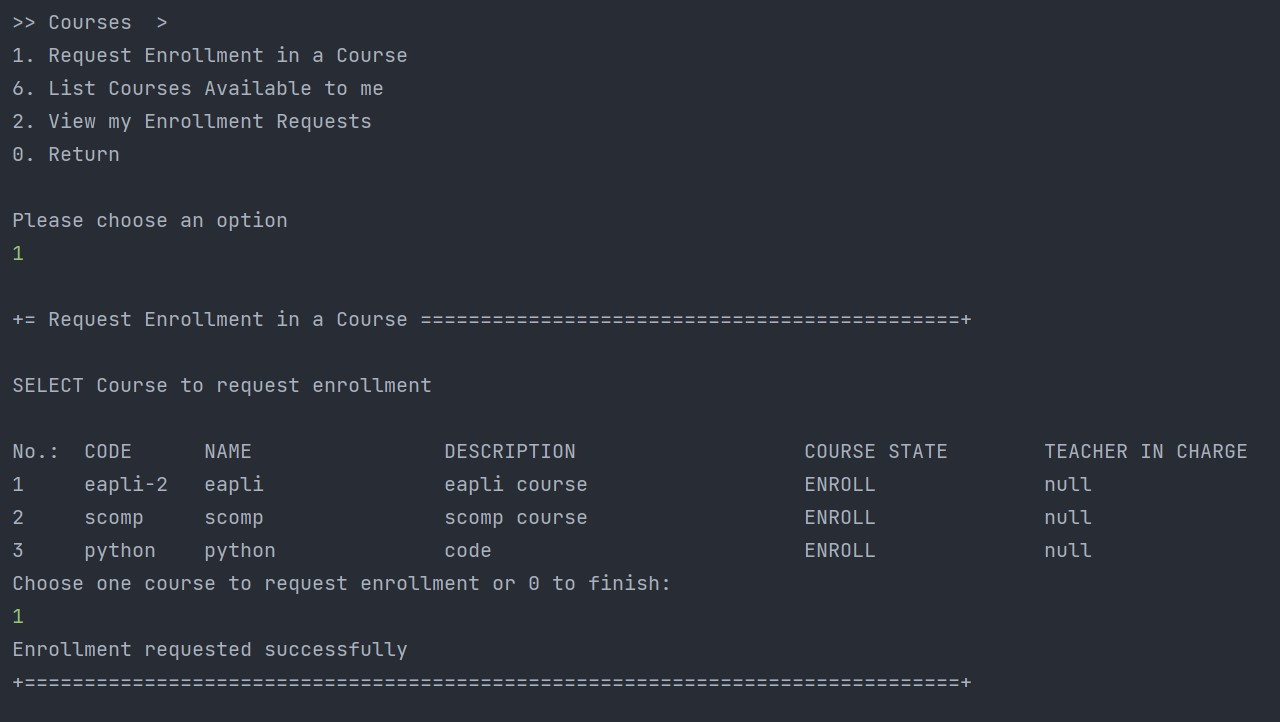 >> Courses  >
1. Request Enrollment in a Course
6. List Courses Available to me
2. View my Enrollment Requests
0. Return
Please choose an option
1
+= Request Enrollment in a Course =============================================+
SELECT Course to request enrollment
No.:  CODE      NAME                DESCRIPTION                   COURSE STATE        TEACHER IN CHARGE
1     eapli-2   eapli               eapli course                  ENROLL              null
2     scomp     scomp               scomp course                  ENROLL              null
3     python    python              code                          ENROLL              null
Choose one course to request enrollment or 0 to finish:
1
Enrollment requested successfully
+==============================================================================+